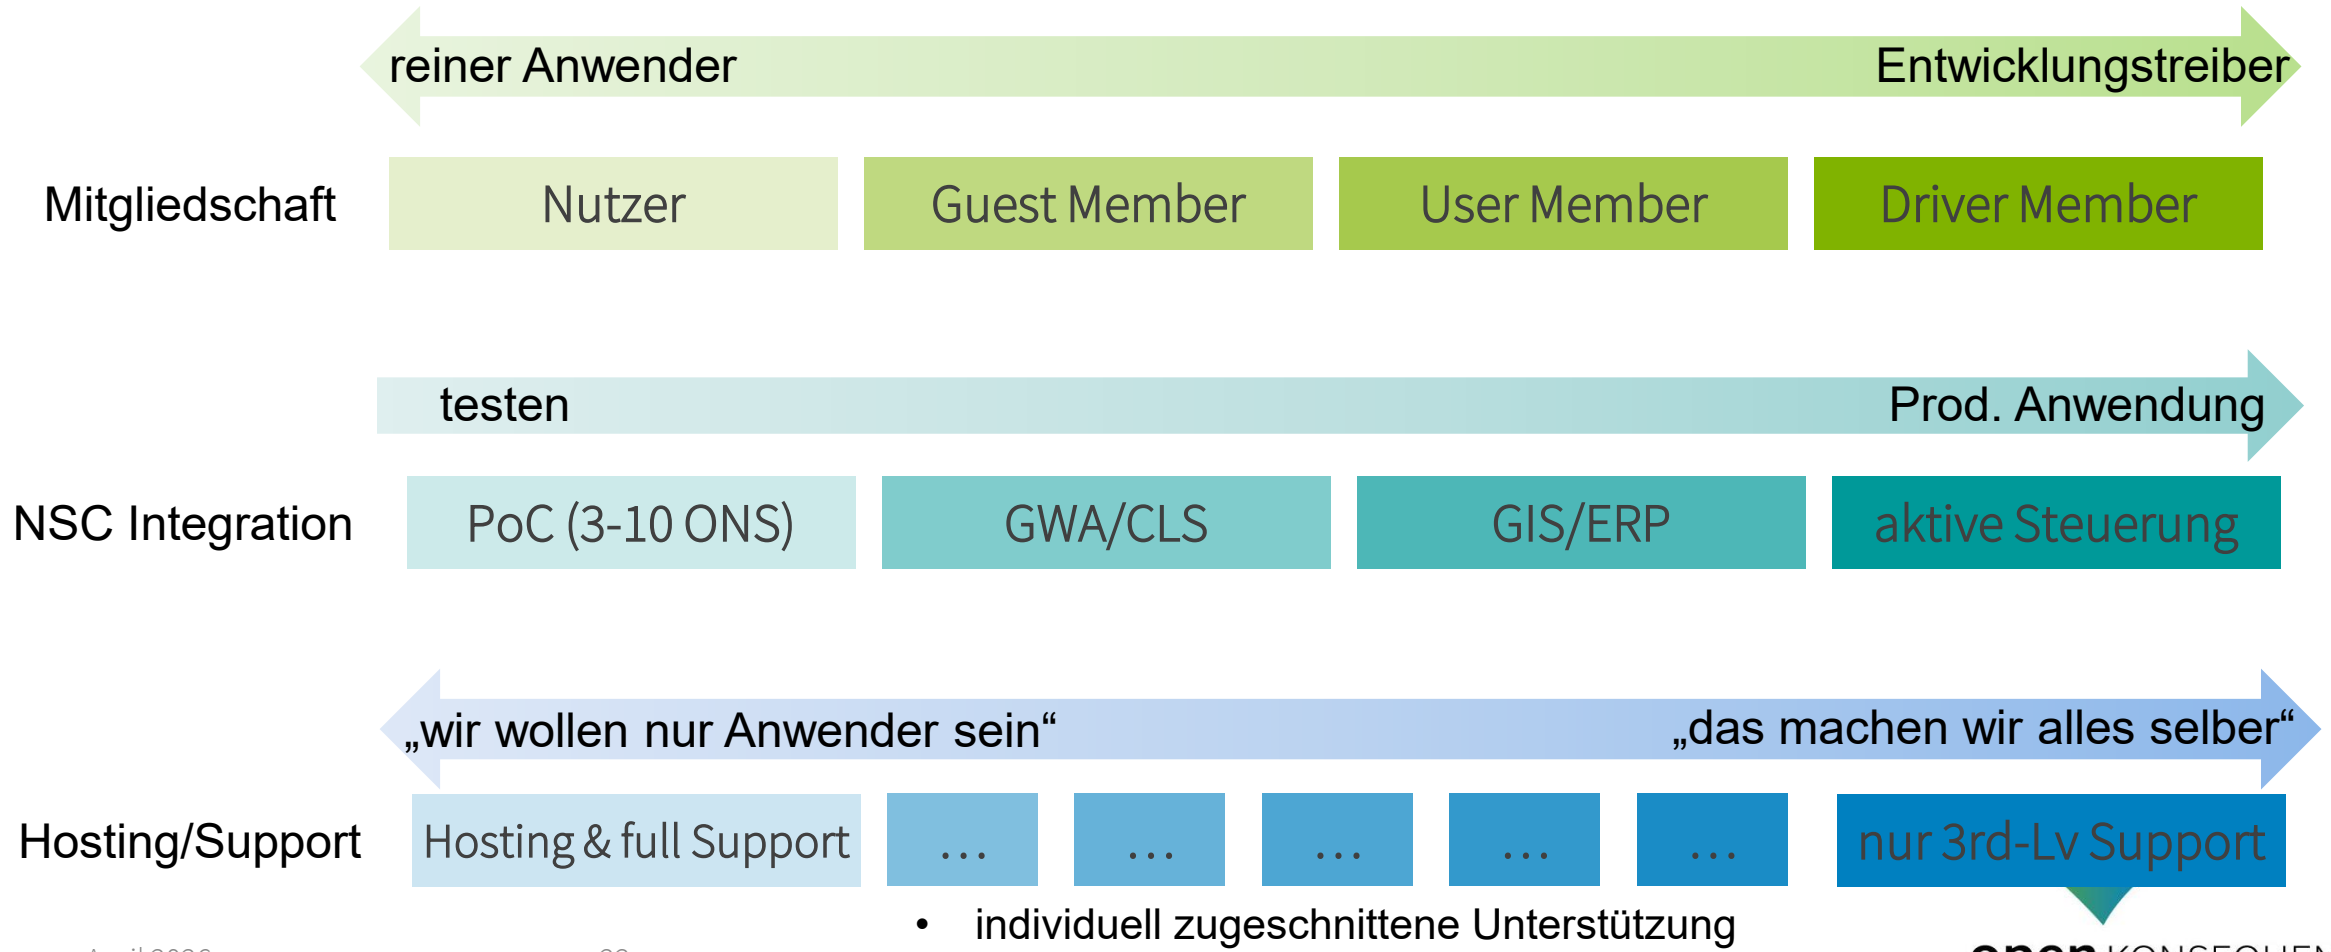 reiner Anwender Entwicklungstreiber
Mitgliedschaft Nutzer Guest Member User Member Driver Member
testen Prod. Anwendung
NSC Integration PoC (3-10 ONS) GWA/CLS GIS/ERP aktive Steuerung
„wir wollen nur Anwender sein“ „das machen wir alles selber“
Hosting/Support Hosting & full Support ... ... ... ... ... nur 3rd-Lv Support
• individuell zugeschnittene Unterstützung
open KONSEQUEN